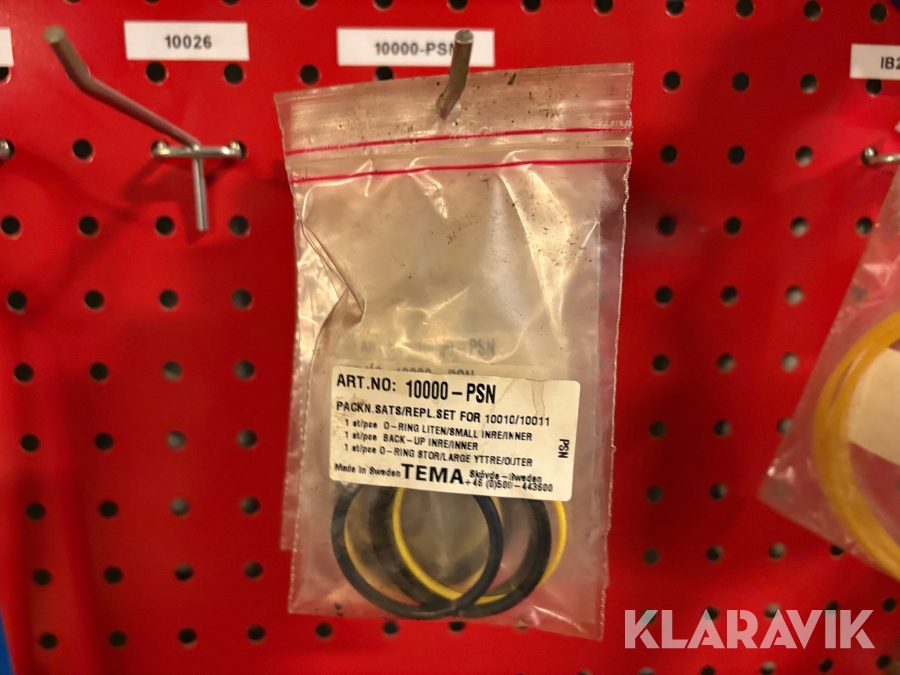 10026
10000-PSN
IB2
ART.NO: 10000-PSN
PACKN.SATS/REPL.SET FOR 10010/10011
1 st/pce O-RING LITEN/SMALL INRE/INNER
1 st/pce BACK-UP INRE/INNER
1 st/pce O-RING STOR/LARGE YTTRE/OUTER
PSN
Made in Sweden TEMA Skövde-Sweden
+46 (0)500-443600
KLARAVIK